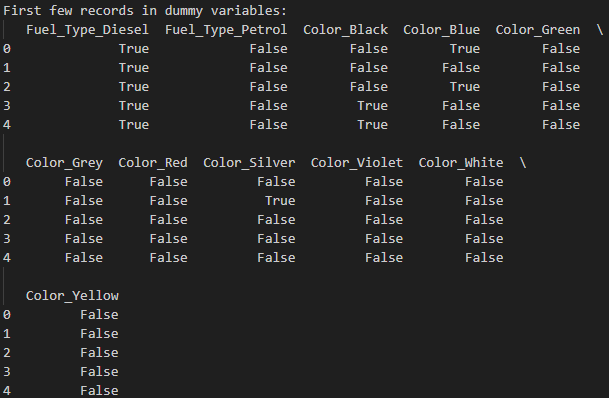 First few records in dummy variables:
   Fuel_Type_Diesel  Fuel_Type_Petrol  Color_Black  Color_Blue  Color_Green  \
0              True             False        False        True        False
1              True             False        False       False        False
2              True             False        False        True        False
3              True             False         True       False        False
4              True             False         True       False        False
   Color_Grey  Color_Red  Color_Silver  Color_Violet  Color_White  \
0       False      False         False         False        False
1       False      False          True         False        False
2       False      False         False         False        False
3       False      False         False         False        False
4       False      False         False         False        False
   Color_Yellow
0         False
1         False
2         False
3         False
4         False